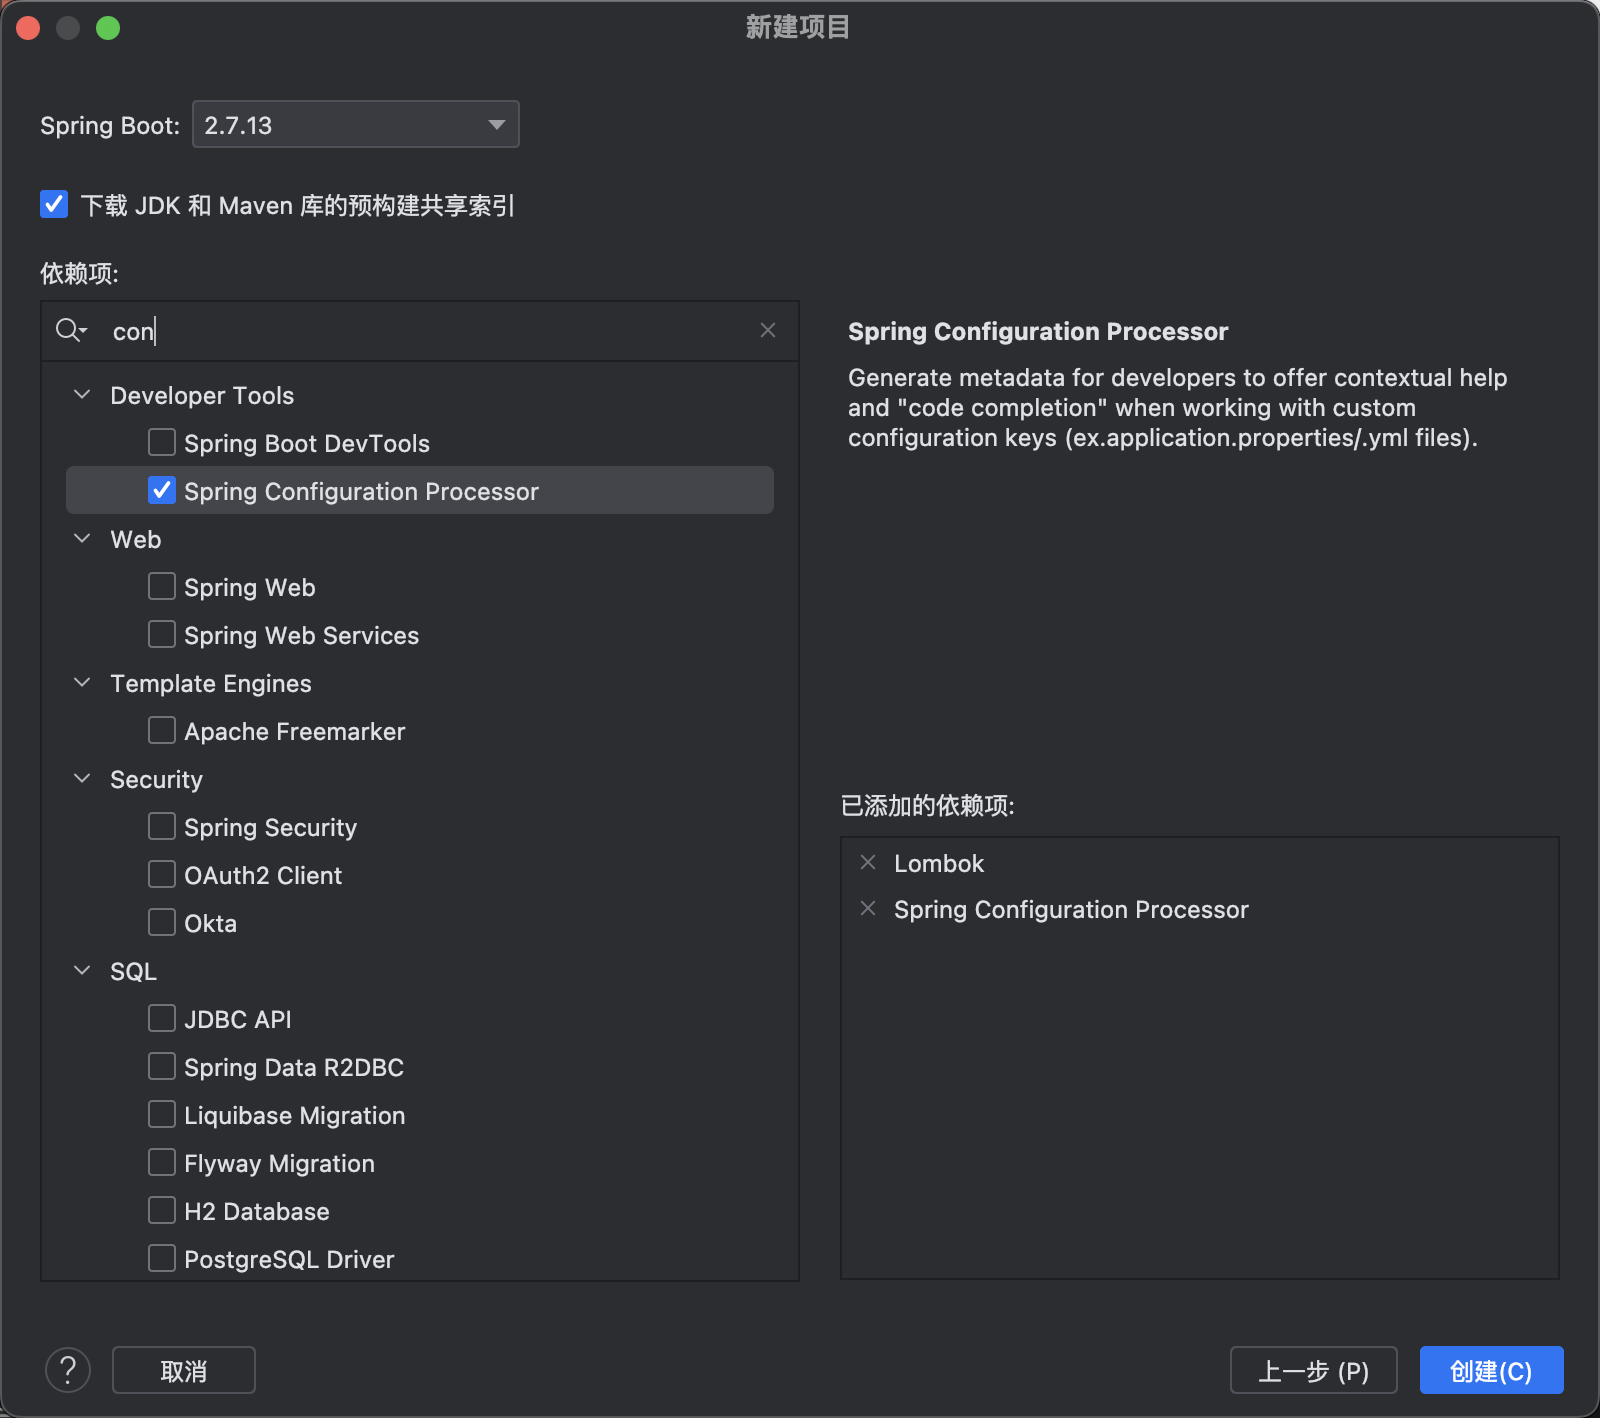 新建项目
Spring Boot: 2.7.13
下载 JDK 和 Maven 库的预构建共享索引
依赖项:
con
Developer Tools
Spring Boot DevTools
Spring Configuration Processor
Web
Spring Web
Spring Web Services
Template Engines
Apache Freemarker
Security
Spring Security
OAuth2 Client
Okta
SQL
JDBC API
Spring Data R2DBC
Liquibase Migration
Flyway Migration
H2 Database
PostgreSQL Driver
Spring Configuration Processor
Generate metadata for developers to offer contextual help
and "code completion" when working with custom
configuration keys (ex.application.properties/.yml files).
已添加的依赖项:
Lombok
Spring Configuration Processor
? 取消 上一步 (P) 创建(C)